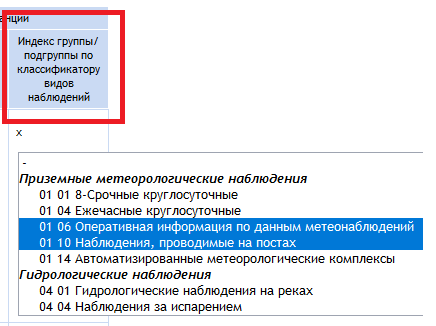 анции
Индекс группы/
подгруппы по
классификатору
видов
наблюдений
x
-
Приземные метеорологические наблюдения
01 01 8-Срочные круглосуточные
01 04 Ежечасные круглосуточные
01 06 Оперативная информация по данным метеонаблюдений
01 10 Наблюдения, проводимые на постах
01 14 Автоматизированные метеорологические комплексы
Гидрологические наблюдения
04 01 Гидрологические наблюдения на реках
04 04 Наблюдения за испарением